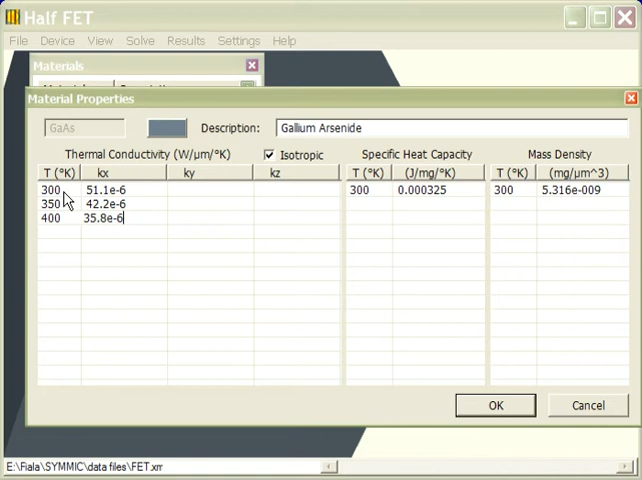 Half FET
File Device View Solve Results Settings Help
Materials
Material Properties
GaAs Description: Gallium Arsenide
Thermal Conductivity (W/µm/°K) Isotropic Specific Heat Capacity Mass Density
T (°K) kx ky kz T (°K) (J/mg/°K) T (°K) (mg/µm^3)
300 51.1e-6 300 0.000325 300 5.316e-009
350 42.2e-6
400 35.8e-6
OK Cancel
E:\Fiala\SYMMIC\data files\FET.xm